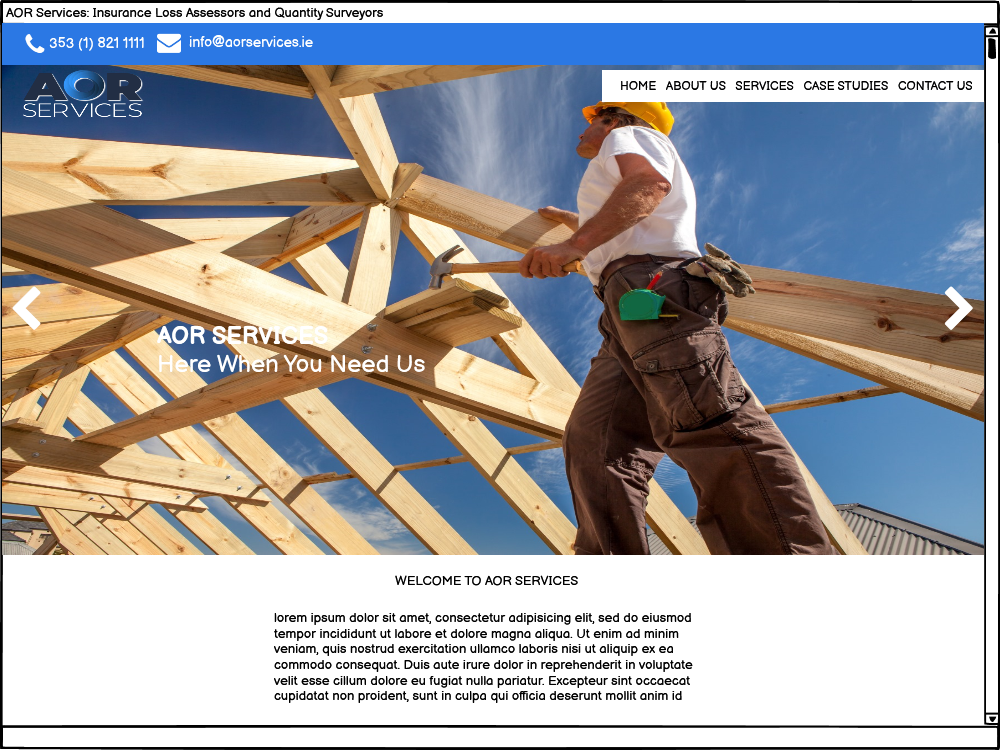 AOR Services: Insurance Loss Assessors and Quantity Surveyors
353 (1) 821 1111 info@aorservices.ie
AOR
SERVICES
HOME ABOUT US SERVICES CASE STUDIES CONTACT US
AOR SERVICES
Here When You Need Us
WELCOME TO AOR SERVICES
lorem ipsum dolor sit amet, consectetur adipisicing elit, sed do eiusmod
tempor incididunt ut labore et dolore magna aliqua. Ut enim ad minim
veniam, quis nostrud exercitation ullamco laboris nisi ut aliquip ex ea
commodo consequat. Duis aute irure dolor in reprehenderit in voluptate
velit esse cillum dolore eu fugiat nulla pariatur. Excepteur sint occaecat
cupidatat non proident, sunt in culpa qui officia deserunt mollit anim id